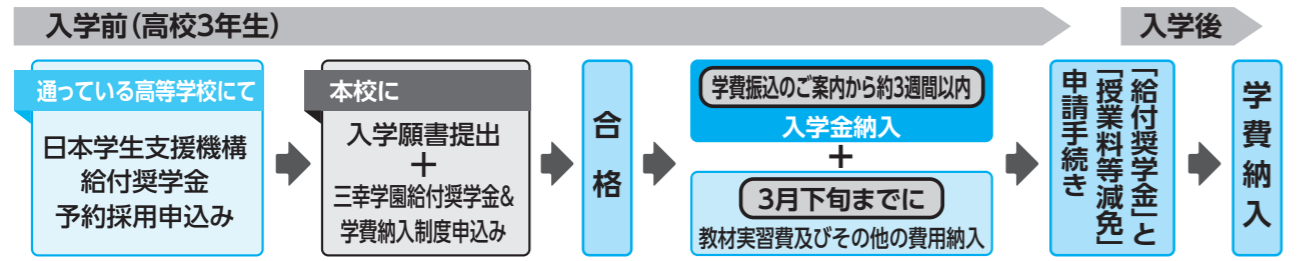 入学前(高校3年生)
入学後
通っている高等学校にて
日本学生支援機構
給付奨学金
予約採用申込み
本校に
入学願書提出
+
三幸学園給付奨学金&
学費納入制度申込み
合格
学費振込のご案内から約3週間以内
入学金納入
+
3月下旬までに
教材実習費及びその他の費用納入
「給付奨学金」と
「授業料等減免」
申請手続き
学費納入